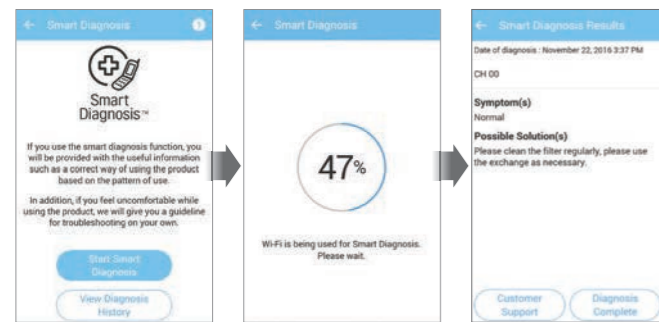 Smart Diagnosis
?
Smart
Diagnosis™
If you use the smart diagnosis function, you
will be provided with the useful information
such as a correct way of using the product
based on the pattern of use.
In addition, if you feel uncomfortable while
using the product, we will give you a guideline
for troubleshooting on your own.
Start Smart
Diagnosis
View Diagnosis
History
Smart Diagnosis
47%
Wi-Fi is being used for Smart Diagnosis.
Please wait.
Smart Diagnosis Results
Date of diagnosis : November 22, 2016 3:37 PM
CH 00
Symptom(s)
Normal
Possible Solution(s)
Please clean the filter regularly, please use
the exchange as necessary.
Customer
Support
Diagnosis
Complete